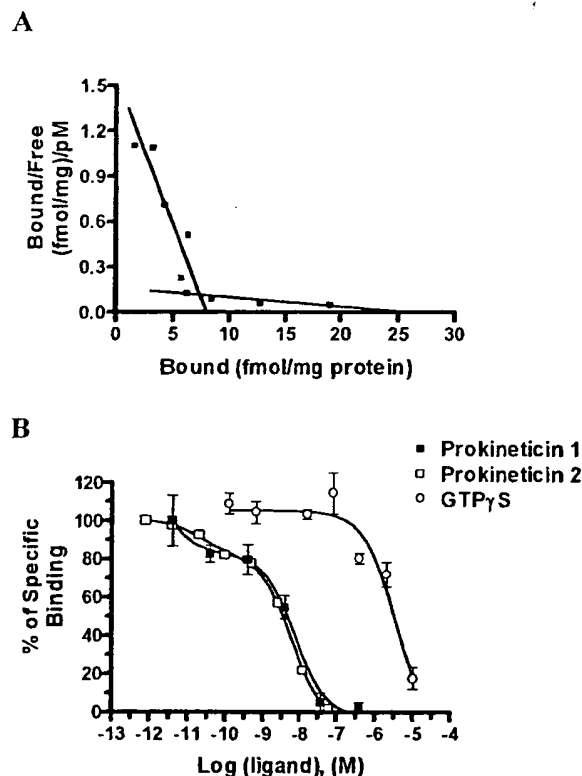 A
1.5
1.2
0.9
0.6
0.3
0.0
Bound/Free
(fmol/mg)/pM
0 5 10 15 20 25 30
Bound (fmol/mg protein)
B
Prokineticin 1
Prokineticin 2
GTPγS
120
100
80
60
40
20
0
% of Specific
Binding
-13 -12 -11 -10 -9 -8 -7 -6 -5 -4
Log (ligand), (M)